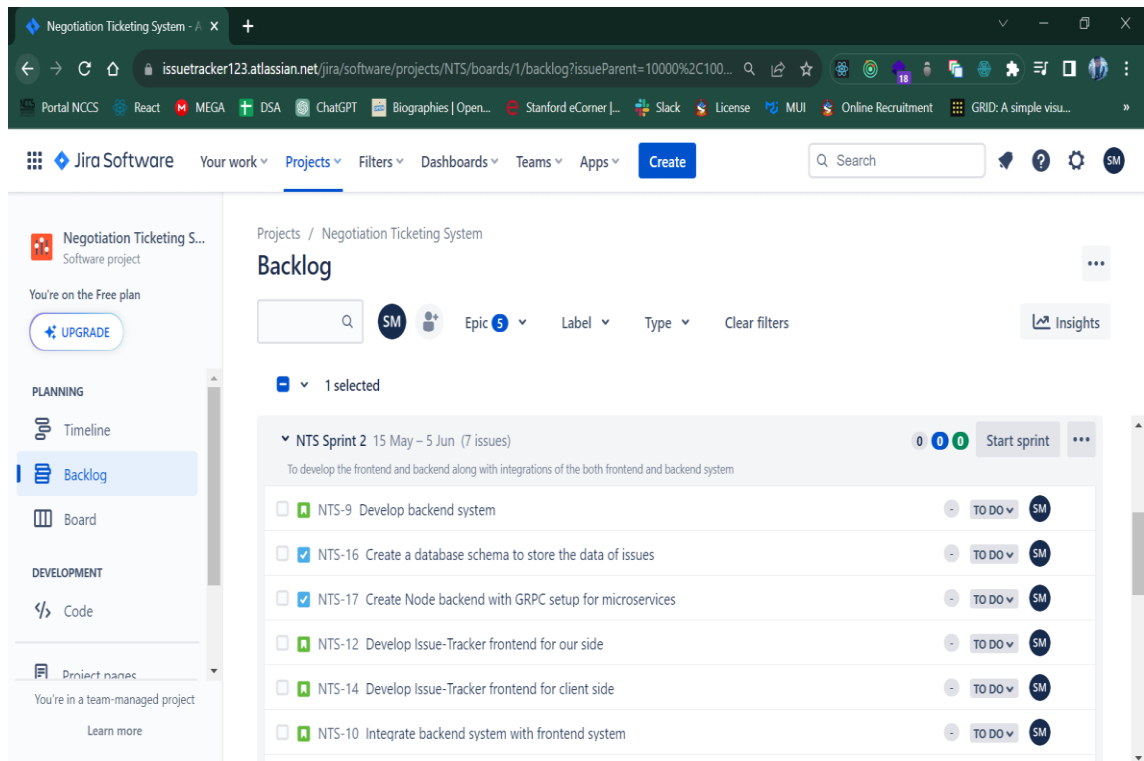 Negotiation Ticketing System - A
issuetracker123.atlassian.net/jira/software/projects/NTS/boards/1/backlog?issueParent=10000%2C100...
18
Portal NCCS React MEGA DSA ChatGPT Biographies | Open... Stanford eCorner |... Slack License MUI Online Recruitment GRID: A simple visu... »
Jira Software Your work Projects Filters Dashboards Teams Apps Create Search SM
Negotiation Ticketing S...
Software project
You're on the Free plan
UPGRADE
PLANNING
Timeline
Backlog
Board
DEVELOPMENT
Code
Project pages
You're in a team-managed project
Learn more
Projects / Negotiation Ticketing System
Backlog
SM Epic 5 Label Type Clear filters Insights
1 selected
NTS Sprint 2 15 May – 5 Jun (7 issues) 0 0 0 Start sprint
To develop the frontend and backend along with integrations of the both frontend and backend system
NTS-9 Develop backend system - TO DO SM
NTS-16 Create a database schema to store the data of issues - TO DO SM
NTS-17 Create Node backend with GRPC setup for microservices - TO DO SM
NTS-12 Develop Issue-Tracker frontend for our side - TO DO SM
NTS-14 Develop Issue-Tracker frontend for client side - TO DO SM
NTS-10 Integrate backend system with frontend system - TO DO SM